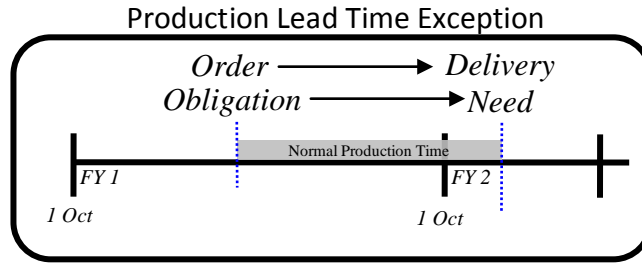 Production Lead Time Exception
Order Delivery
Obligation Need
Normal Production Time
FY 1 FY 2
1 Oct 1 Oct